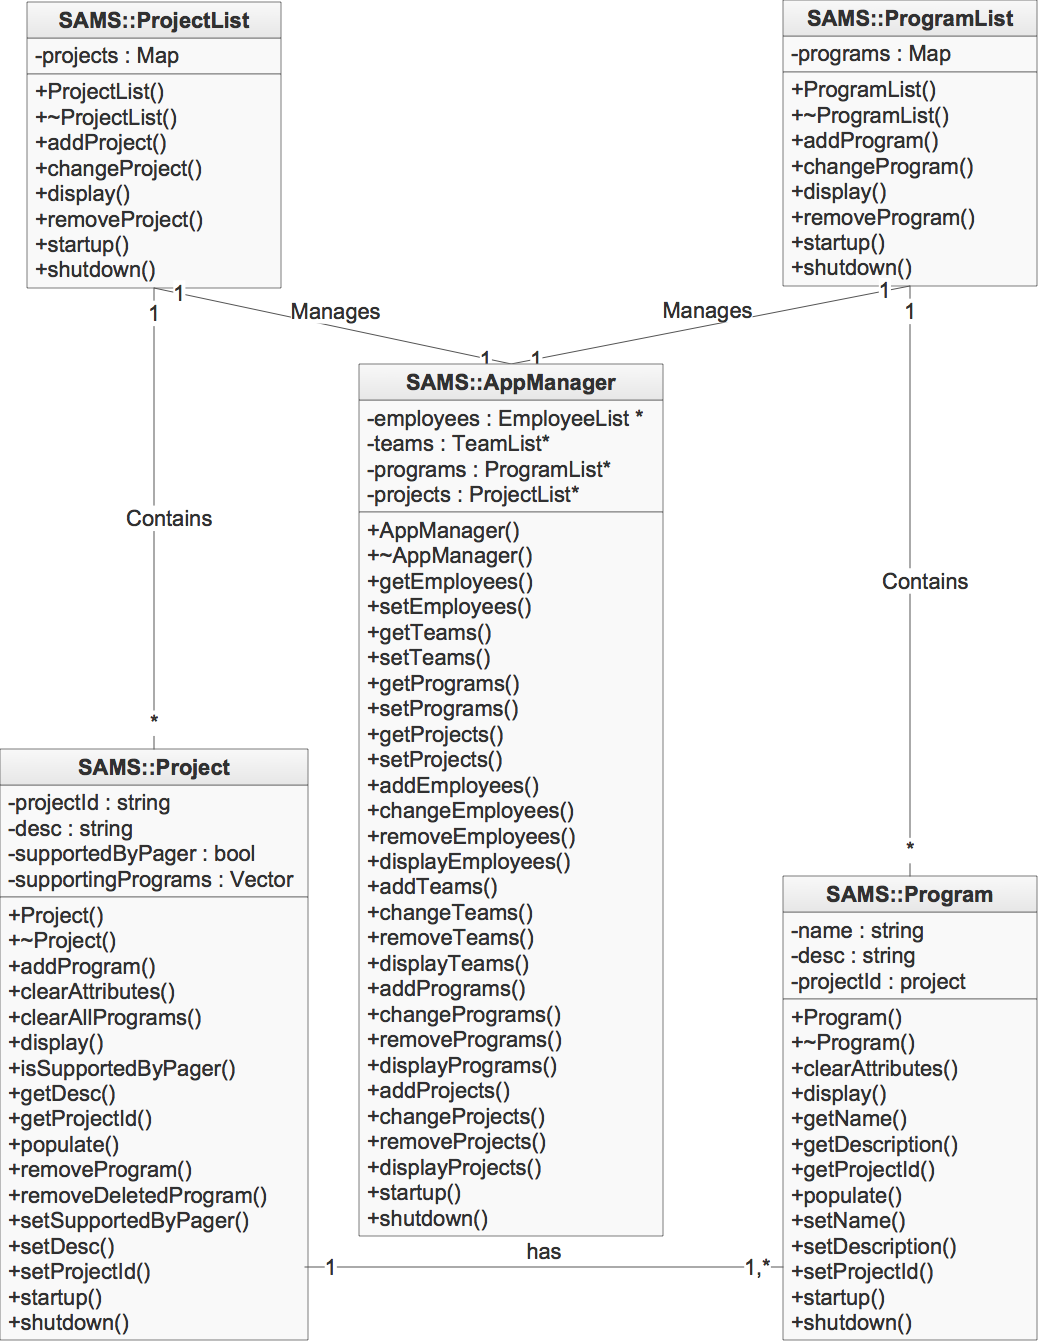 SAMS::ProjectList
-projects : Map
+ProjectList()
+~ProjectList()
+addProject()
+changeProject()
+display()
+removeProject()
+startup()
+shutdown()
SAMS::ProgramList
-programs : Map
+ProgramList()
+~ProgramList()
+addProgram()
+changeProgram()
+display()
+removeProgram()
+startup()
+shutdown()
1
1
Manages
1
Manages
1
1
1
SAMS::AppManager
-employees : EmployeeList *
-teams : TeamList*
-programs : ProgramList*
-projects : ProjectList*
+AppManager()
+~AppManager()
+getEmployees()
+setEmployees()
+getTeams()
+setTeams()
+getPrograms()
+setPrograms()
+getProjects()
+setProjects()
+addEmployees()
+changeEmployees()
+removeEmployees()
+displayEmployees()
+addTeams()
+changeTeams()
+removeTeams()
+displayTeams()
+addPrograms()
+changePrograms()
+removePrograms()
+displayPrograms()
+addProjects()
+changeProjects()
+removeProjects()
+displayProjects()
+startup()
+shutdown()
Contains
*
Contains
*
SAMS::Project
-projectId : string
-desc : string
-supportedByPager : bool
-supportingPrograms : Vector
+Project()
+~Project()
+addProgram()
+clearAttributes()
+clearAllPrograms()
+display()
+isSupportedByPager()
+getDesc()
+getProjectId()
+populate()
+removeProgram()
+removeDeletedProgram()
+setSupportedByPager()
+setDesc()
+setProjectId()
+startup()
+shutdown()
SAMS::Program
-name : string
-desc : string
-projectId : project
+Program()
+~Program()
+clearAttributes()
+display()
+getName()
+getDescription()
+getProjectId()
+populate()
+setName()
+setDescription()
+setProjectId()
+startup()
+shutdown()
has
1
1,*